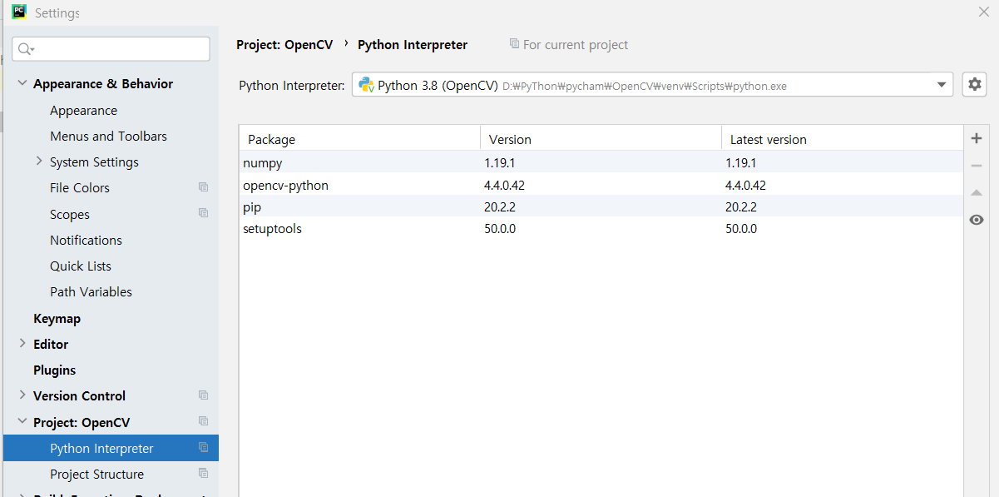 Settings
Project: OpenCV › Python Interpreter For current project
Python Interpreter: Python 3.8 (OpenCV) D:₩PyThon₩pycham₩OpenCV₩venv₩Scripts₩python.exe
Appearance & Behavior
Appearance
Menus and Toolbars
System Settings
File Colors
Scopes
Notifications
Quick Lists
Path Variables
Keymap
Editor
Plugins
Version Control
Project: OpenCV
Python Interpreter
Project Structure
Package Version Latest version
numpy 1.19.1 1.19.1
opencv-python 4.4.0.42 4.4.0.42
pip 20.2.2 20.2.2
setuptools 50.0.0 50.0.0